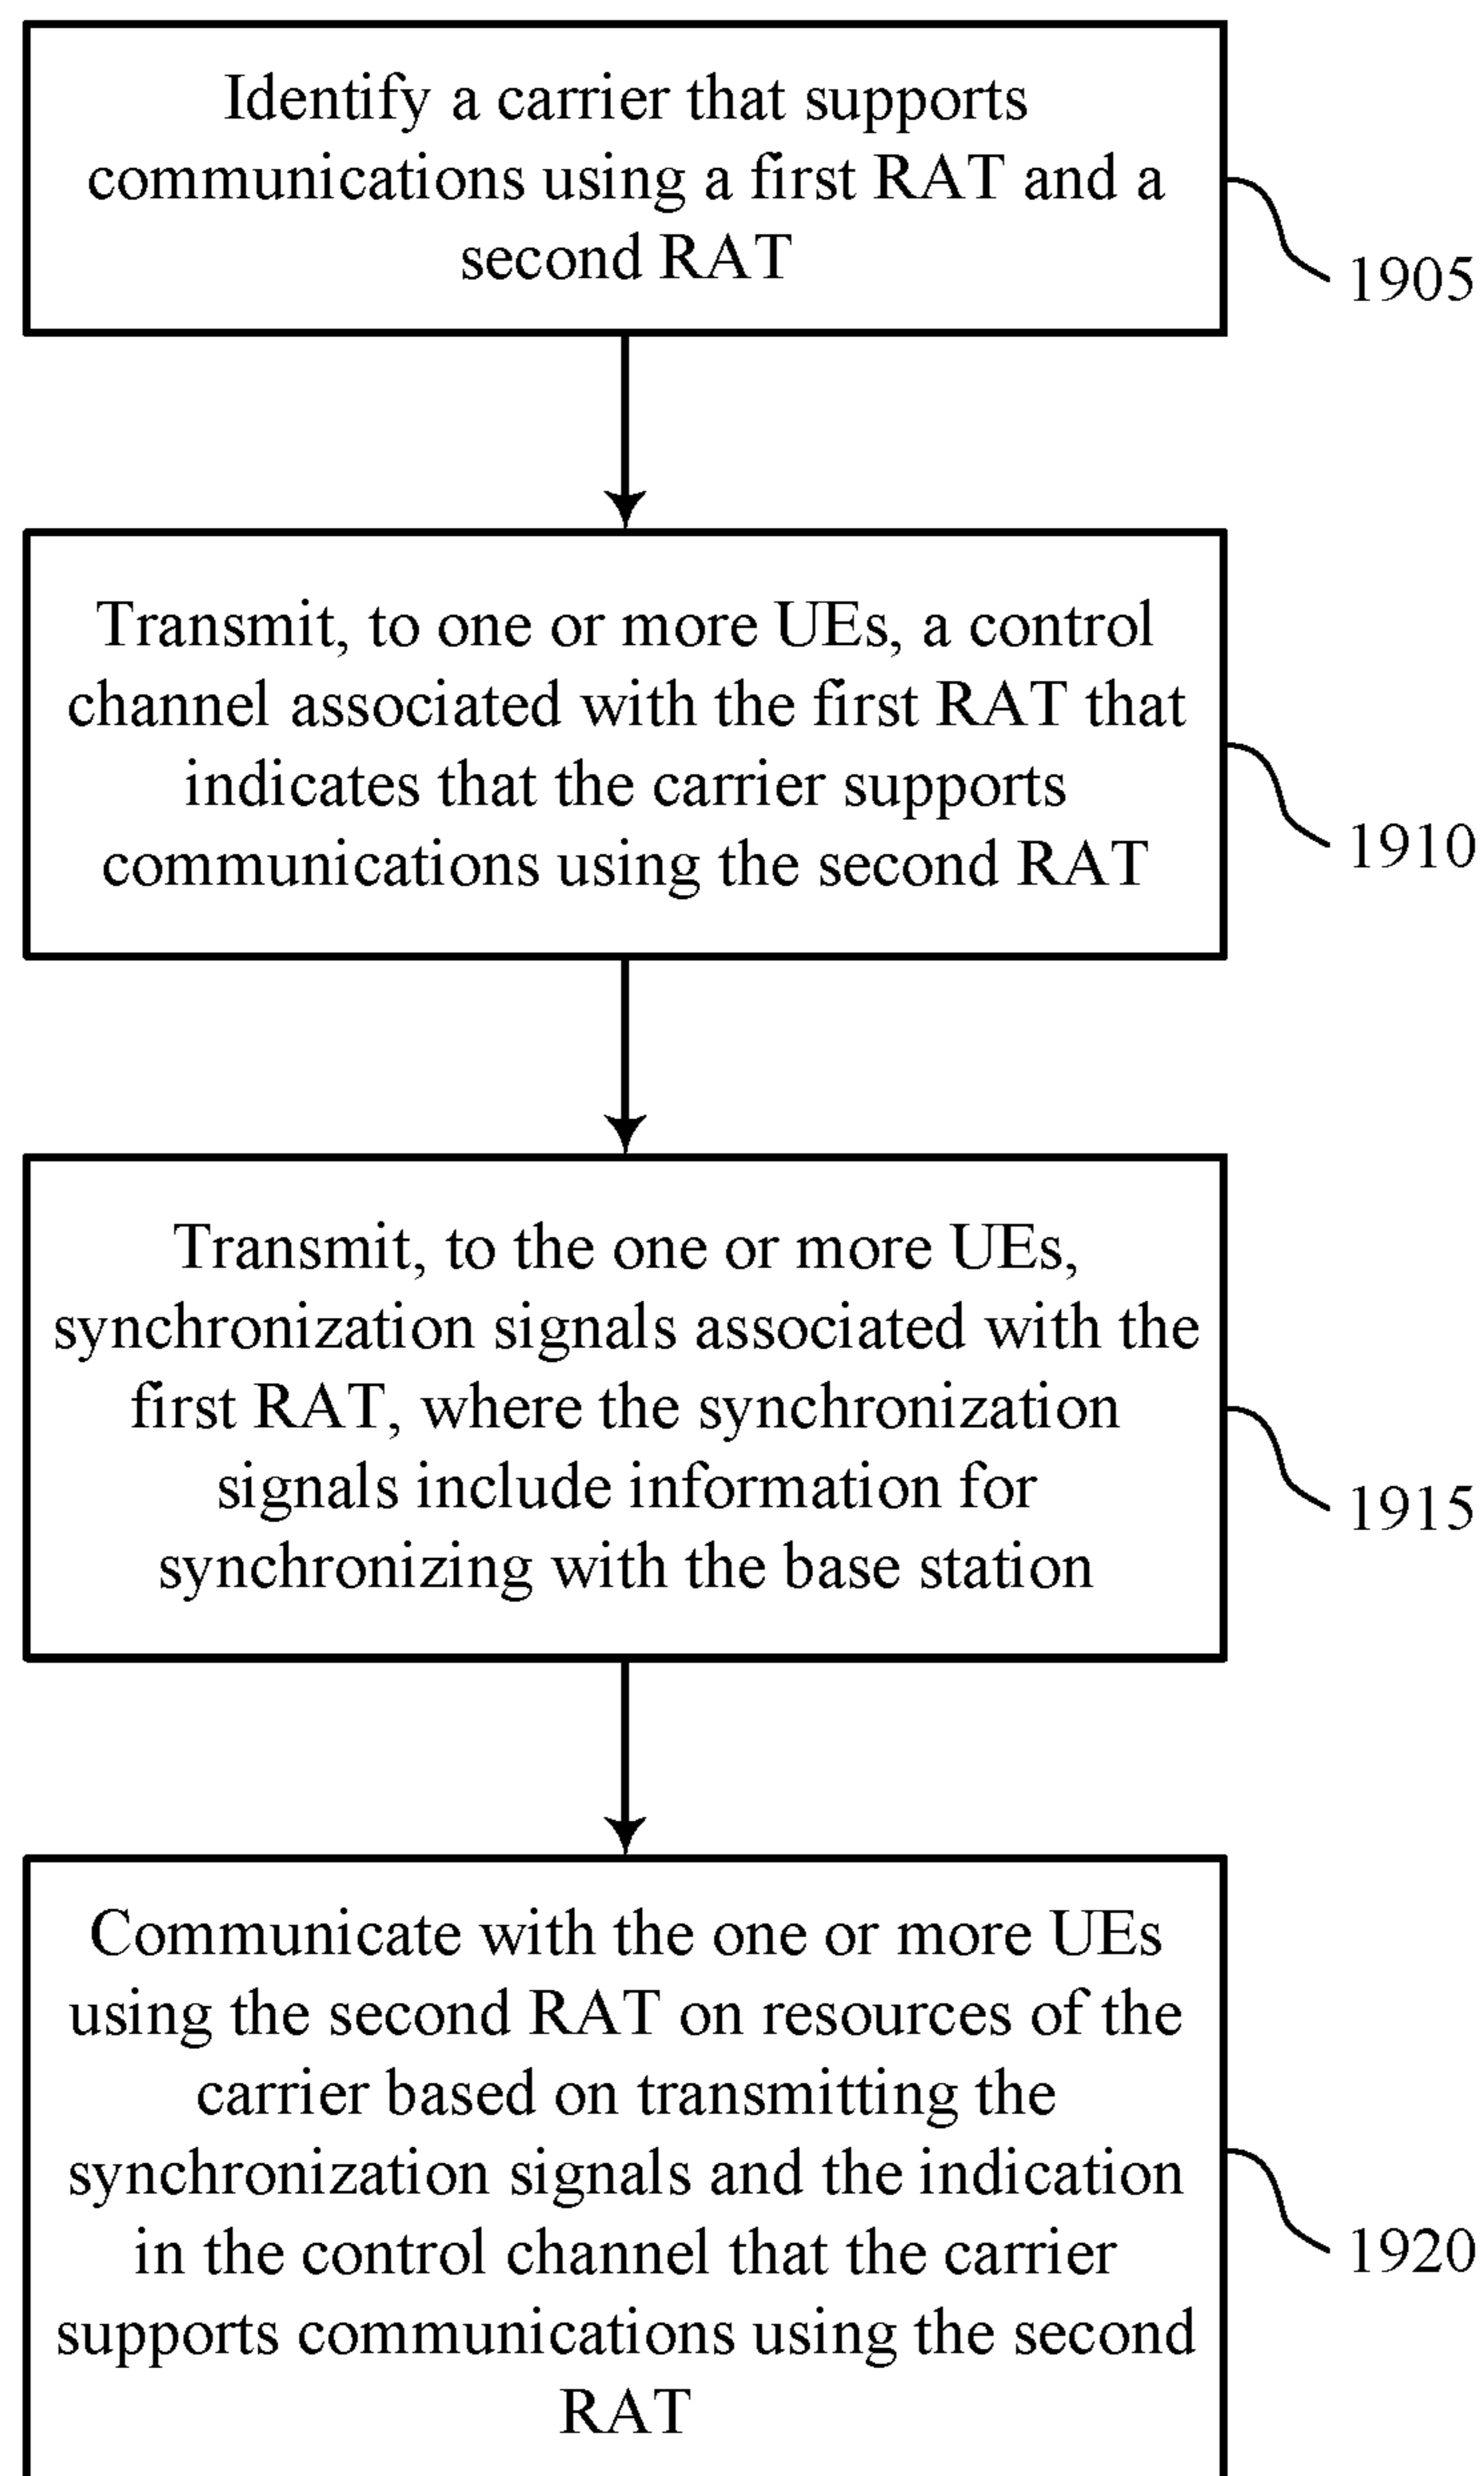 Identify a carrier that supports
communications using a first RAT and a
second RAT
1905
Transmit, to one or more UEs, a control
channel associated with the first RAT that
indicates that the carrier supports
communications using the second RAT
1910
Transmit, to the one or more UEs,
synchronization signals associated with the
first RAT, where the synchronization
signals include information for
synchronizing with the base station
1915
Communicate with the one or more UEs
using the second RAT on resources of the
carrier based on transmitting the
synchronization signals and the indication
in the control channel that the carrier
supports communications using the second
RAT
1920